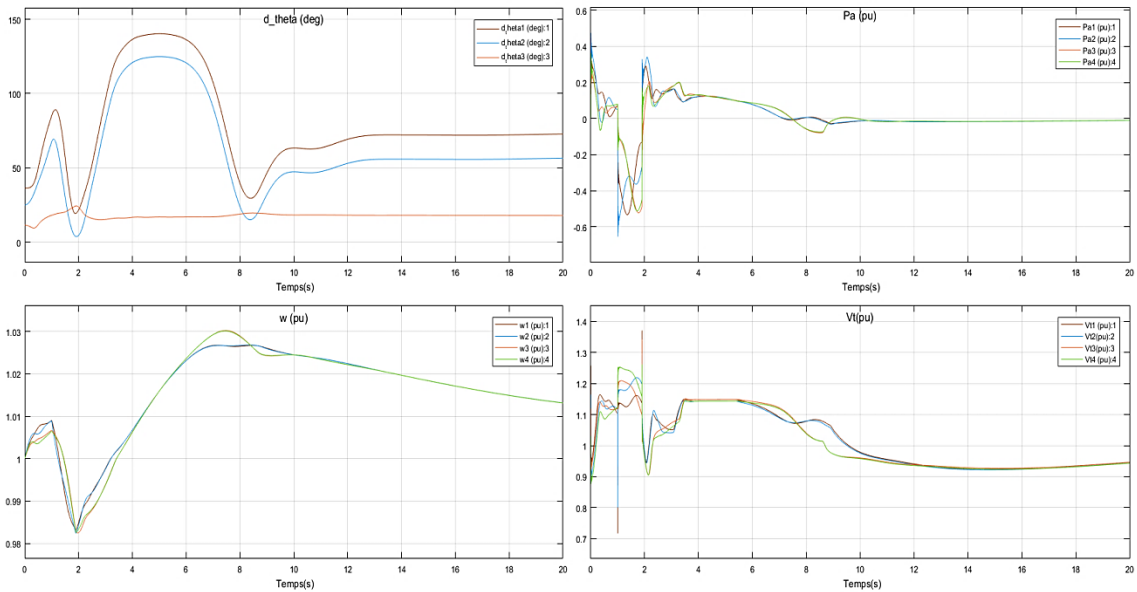 d_theta (deg)
150
100
50
0
0 2 4 6 8 10 12 14 16 18 20
Temps(s)
d_theta1 (deg):1
d_theta2 (deg):2
d_theta3 (deg):3
Pa (pu)
0.6
0.4
0.2
0
-0.2
-0.4
-0.6
0 2 4 6 8 10 12 14 16 18 20
Temps(s)
Pa1 (pu):1
Pa2 (pu):2
Pa3 (pu):3
Pa4 (pu):4
w (pu)
1.03
1.02
1.01
1
0.99
0.98
0 2 4 6 8 10 12 14 16 18 20
Temps(s)
w1 (pu):1
w2 (pu):2
w3 (pu):3
w4 (pu):4
Vt(pu)
1.4
1.3
1.2
1.1
1
0.9
0.8
0.7
0 2 4 6 8 10 12 14 16 18 20
Temps(s)
Vt1 (pu):1
Vt2(pu):2
Vt3(pu):3
Vt4 (pu):4